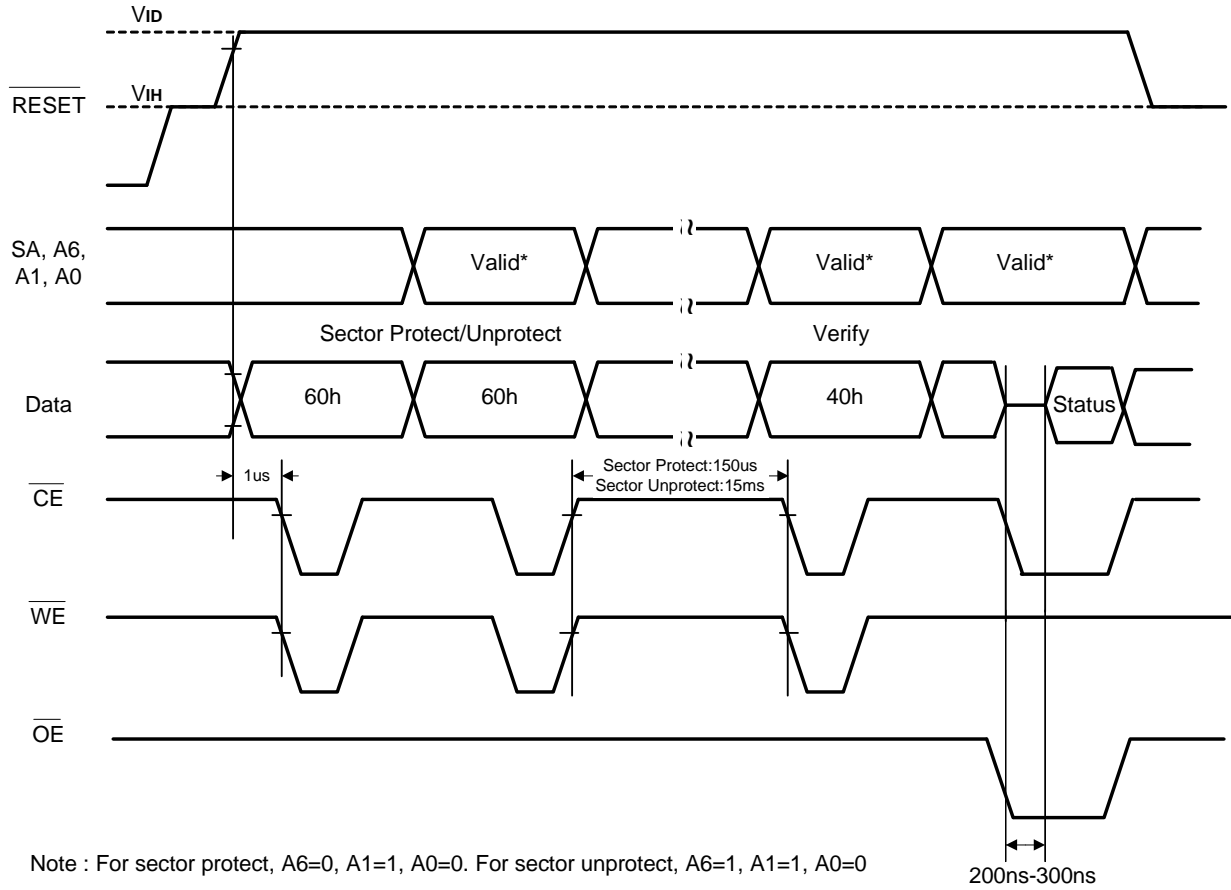 VID
VIH
RESET
SA, A6,
A1, A0
Valid*
Valid*
Valid*
Sector Protect/Unprotect
Verify
Data
60h
60h
40h
Status
1us
Sector Protect:150us
Sector Unprotect:15ms
CE
WE
OE
Note : For sector protect, A6=0, A1=1, A0=0. For sector unprotect, A6=1, A1=1, A0=0
200ns-300ns